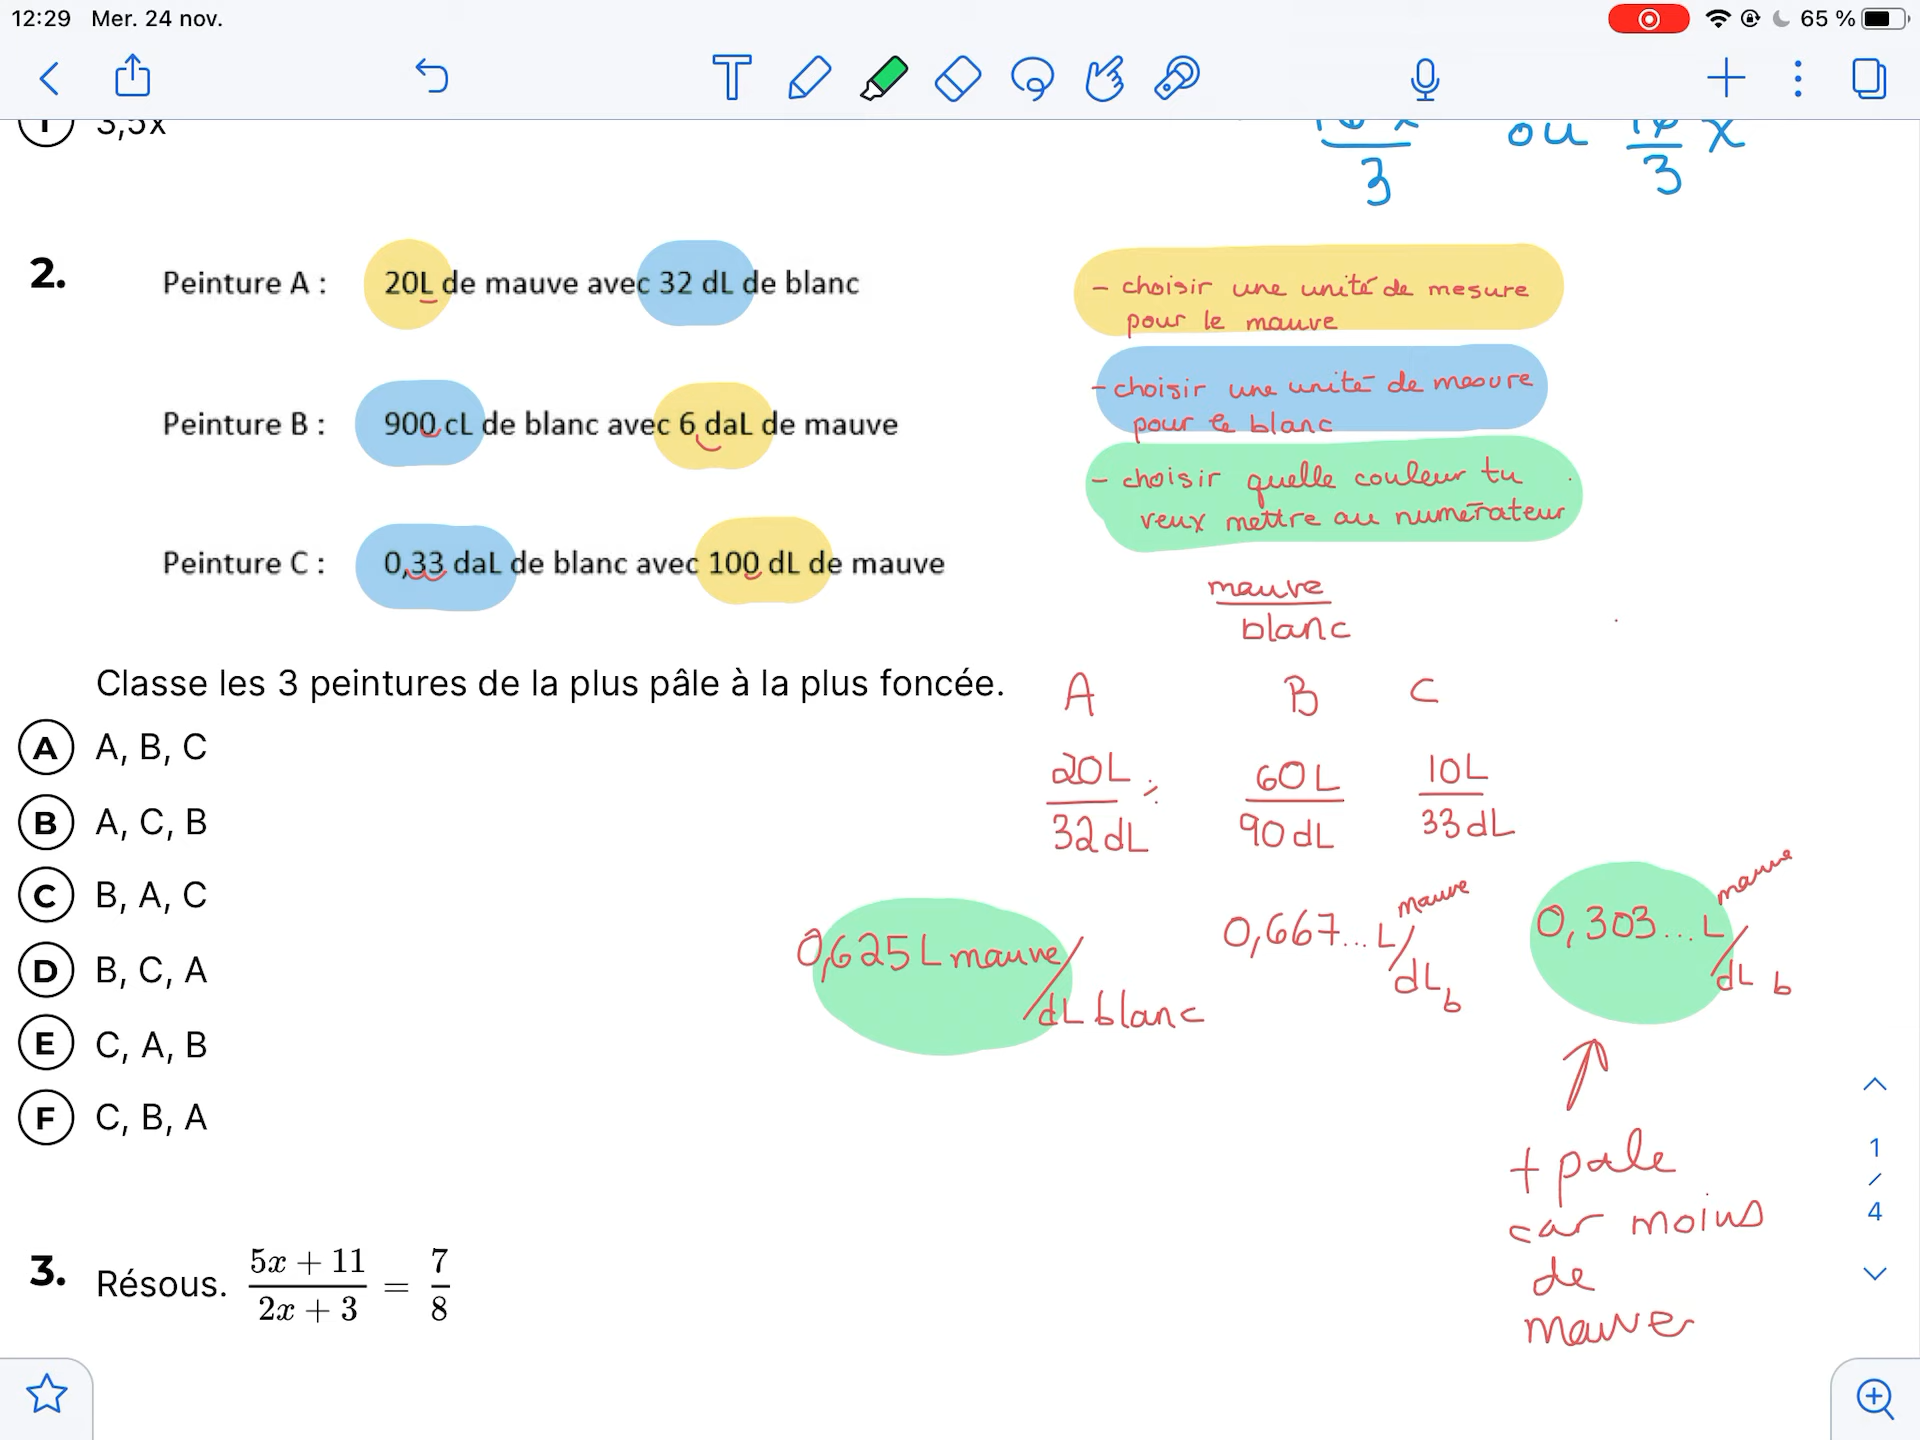 12:29 Mer. 24 nov.
65 %
T
3,5x
3 ou 3 x
2.
Peinture A : 20L de mauve avec 32 dL de blanc
- choisir une unité de mesure
pour le mauve
- choisir une unité de mesure
pour le blanc
Peinture B : 900 cL de blanc avec 6 daL de mauve
- choisir quelle couleur tu
veux mettre au numérateur
Peinture C : 0,33 daL de blanc avec 100 dL de mauve
mauve
blanc
Classe les 3 peintures de la plus pâle à la plus foncée.
A B C
A A, B, C
B A, C, B
C B, A, C
D B, C, A
E C, A, B
F C, B, A
20L ÷ 60L 10L
32dL 90dL 33dL
0,625 L mauve/
dL blanc
0,667... L mauve/
dL b
0,303... L mauve/
dL b
+ pale
car moins
de
mauve
1
/
4
3. Résous. 5x + 11 = 7
2x + 3 8